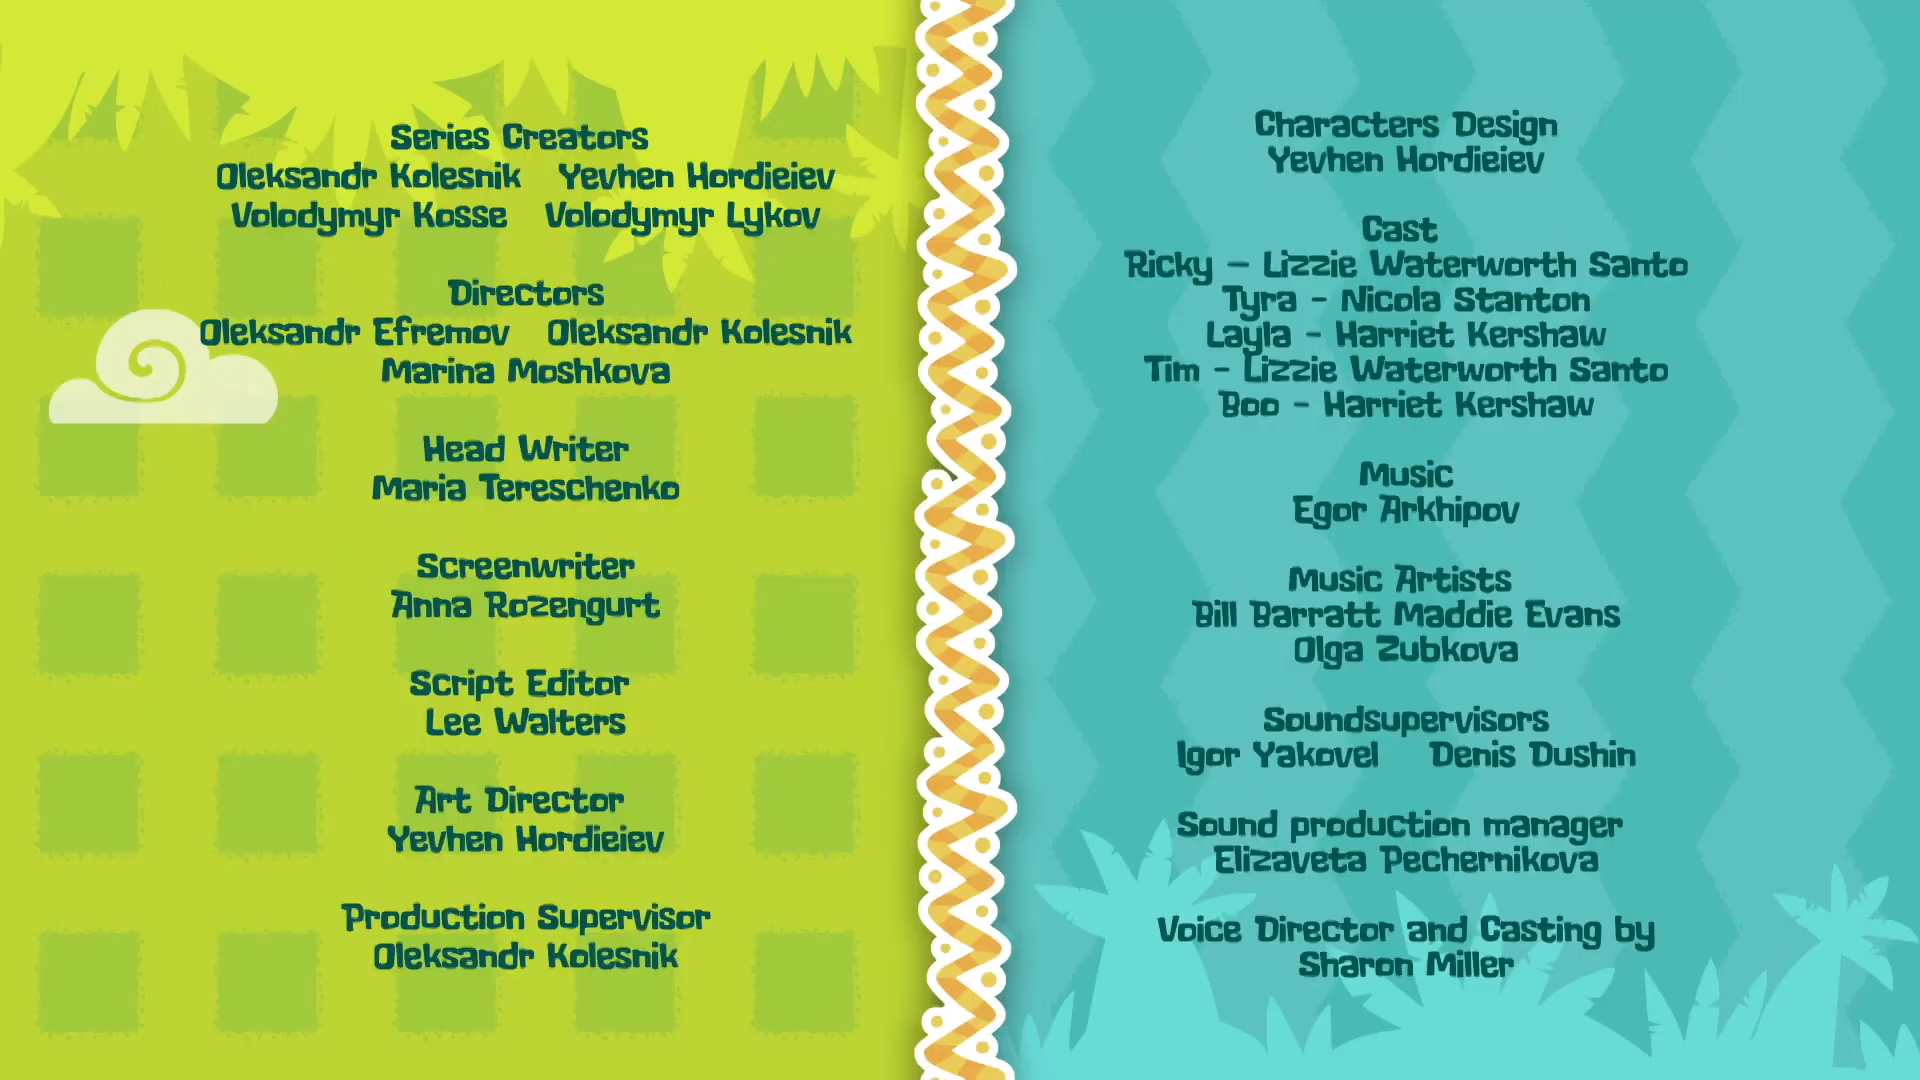 Series Creators
Oleksandr Kolesnik Yevhen Hordieiev
Volodymyr Kosse Volodymyr Lykov
Directors
Oleksandr Efremov Oleksandr Kolesnik
Marina Moshkova
Head Writer
Maria Tereschenko
Screenwriter
Anna Rozengurt
Script Editor
Lee Walters
Art Director
Yevhen Hordieiev
Production Supervisor
Oleksandr Kolesnik
Characters Design
Yevhen Hordieiev
Cast
Ricky – Lizzie Waterworth Santo
Tyra - Nicola Stanton
Layla - Harriet Kershaw
Tim - Lizzie Waterworth Santo
Boo - Harriet Kershaw
Music
Egor Arkhipov
Music Artists
Bill Barratt Maddie Evans
Olga Zubkova
Soundsupervisors
Igor Yakovel Denis Dushin
Sound production manager
Elizaveta Pechernikova
Voice Director and Casting by
Sharon Miller